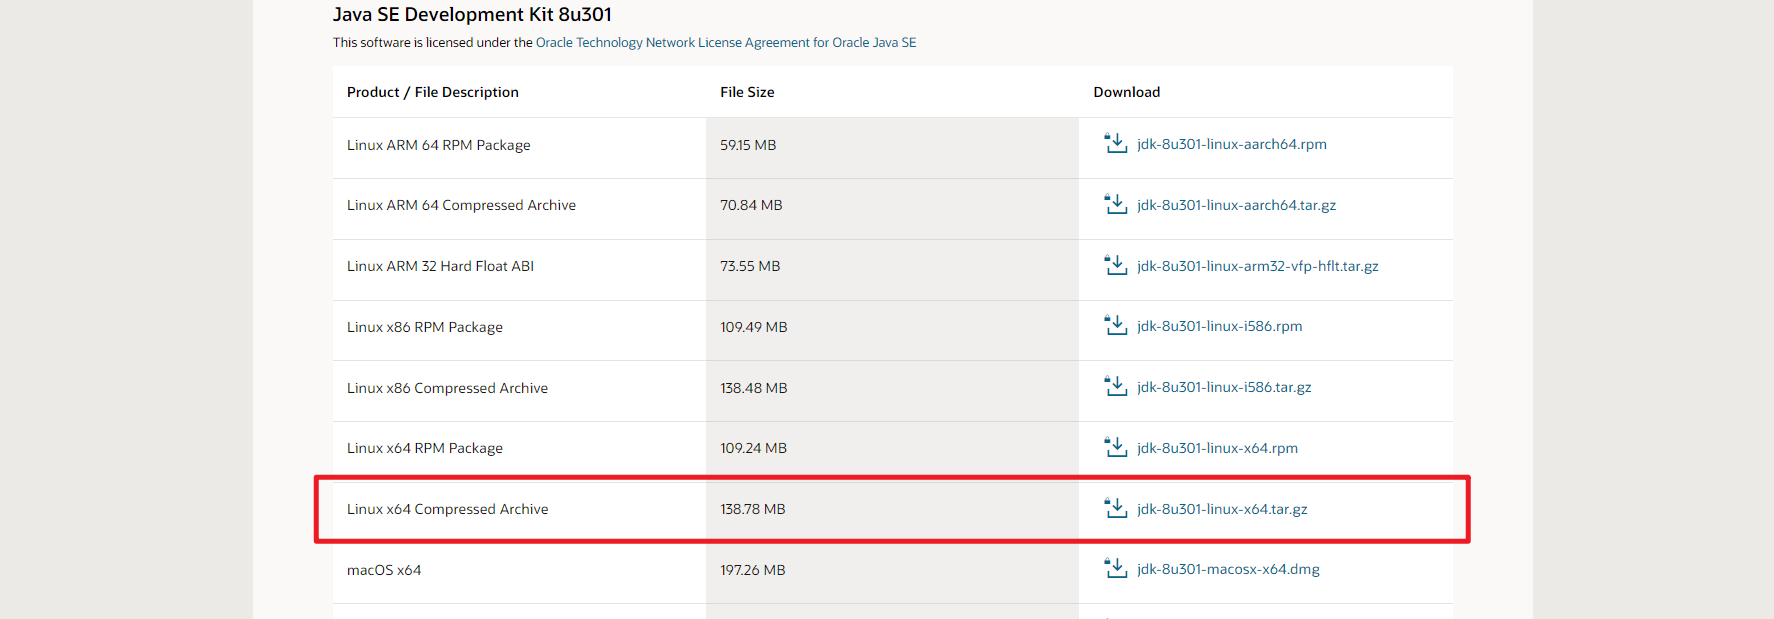 Java SE Development Kit 8u301
This software is licensed under the Oracle Technology Network License Agreement for Oracle Java SE
Product / File Description File Size Download
Linux ARM 64 RPM Package 59.15 MB jdk-8u301-linux-aarch64.rpm
Linux ARM 64 Compressed Archive 70.84 MB jdk-8u301-linux-aarch64.tar.gz
Linux ARM 32 Hard Float ABI 73.55 MB jdk-8u301-linux-arm32-vfp-hflt.tar.gz
Linux x86 RPM Package 109.49 MB jdk-8u301-linux-i586.rpm
Linux x86 Compressed Archive 138.48 MB jdk-8u301-linux-i586.tar.gz
Linux x64 RPM Package 109.24 MB jdk-8u301-linux-x64.rpm
Linux x64 Compressed Archive 138.78 MB jdk-8u301-linux-x64.tar.gz
macOS x64 197.26 MB jdk-8u301-macosx-x64.dmg